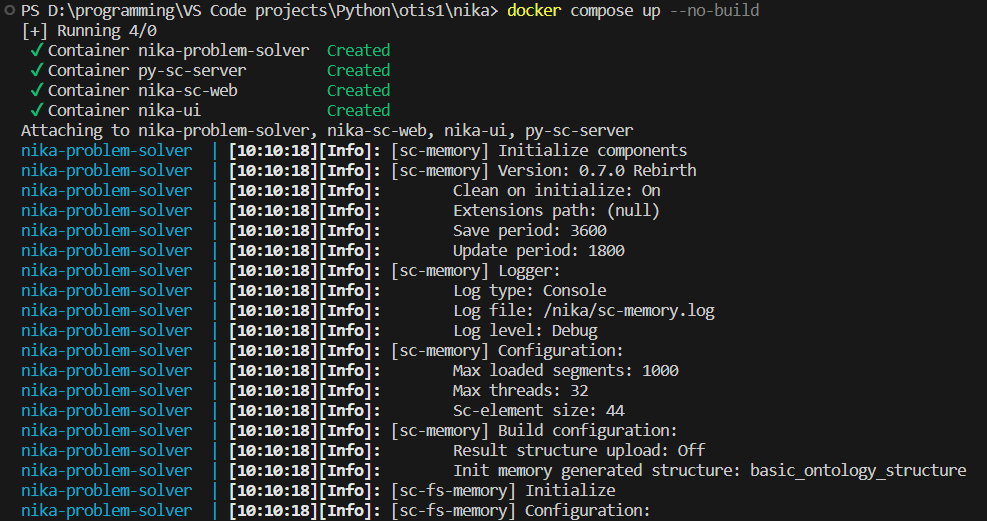 PS D:\programming\VS Code projects\Python\otis1\nika> docker compose up --no-build
[+] Running 4/0
✓ Container nika-problem-solver Created
✓ Container py-sc-server Created
✓ Container nika-sc-web Created
✓ Container nika-ui Created
Attaching to nika-problem-solver, nika-sc-web, nika-ui, py-sc-server
nika-problem-solver | [10:10:18][Info]: [sc-memory] Initialize components
nika-problem-solver | [10:10:18][Info]: [sc-memory] Version: 0.7.0 Rebirth
nika-problem-solver | [10:10:18][Info]: Clean on initialize: On
nika-problem-solver | [10:10:18][Info]: Extensions path: (null)
nika-problem-solver | [10:10:18][Info]: Save period: 3600
nika-problem-solver | [10:10:18][Info]: Update period: 1800
nika-problem-solver | [10:10:18][Info]: [sc-memory] Logger:
nika-problem-solver | [10:10:18][Info]: Log type: Console
nika-problem-solver | [10:10:18][Info]: Log file: /nika/sc-memory.log
nika-problem-solver | [10:10:18][Info]: Log level: Debug
nika-problem-solver | [10:10:18][Info]: [sc-memory] Configuration:
nika-problem-solver | [10:10:18][Info]: Max loaded segments: 1000
nika-problem-solver | [10:10:18][Info]: Max threads: 32
nika-problem-solver | [10:10:18][Info]: Sc-element size: 44
nika-problem-solver | [10:10:18][Info]: [sc-memory] Build configuration:
nika-problem-solver | [10:10:18][Info]: Result structure upload: Off
nika-problem-solver | [10:10:18][Info]: Init memory generated structure: basic_ontology_structure
nika-problem-solver | [10:10:18][Info]: [sc-fs-memory] Initialize
nika-problem-solver | [10:10:18][Info]: [sc-fs-memory] Configuration: